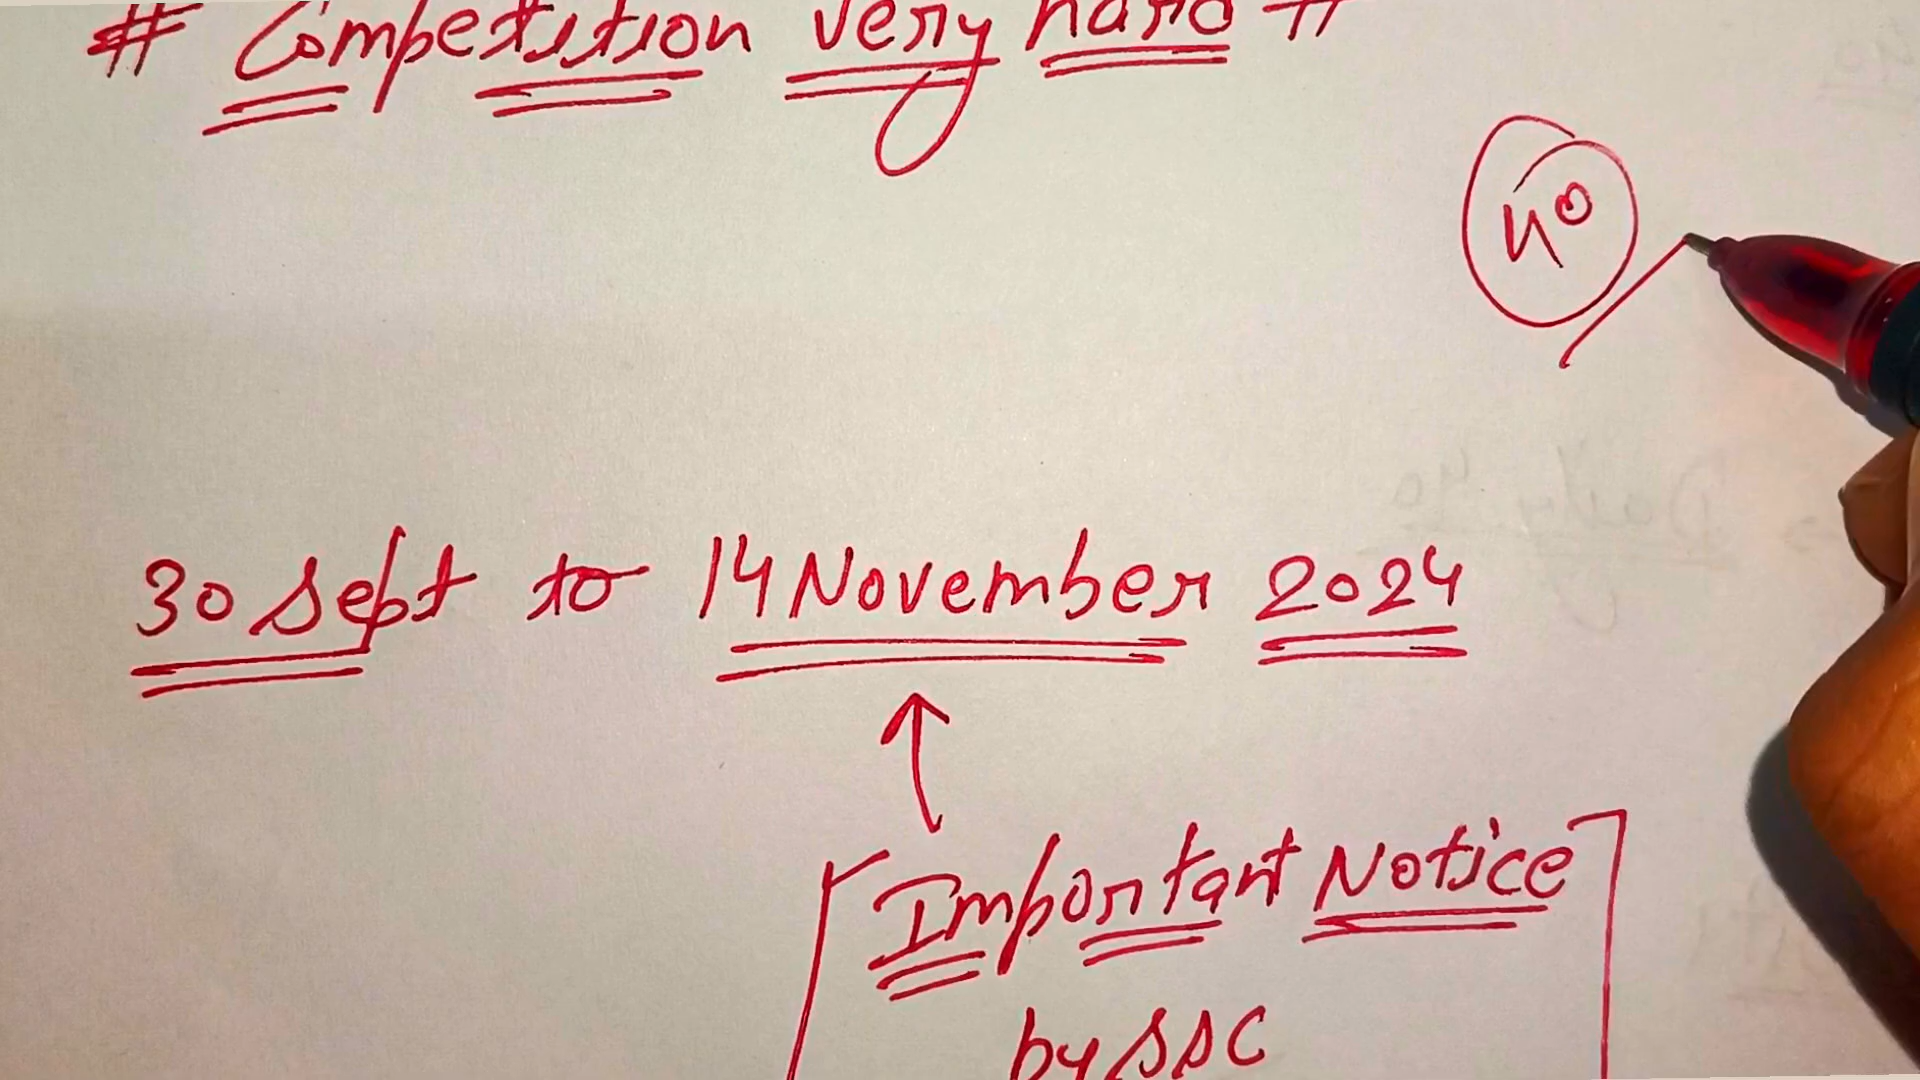 # Competition very hard #
40
30 Sept to 14 November 2024
Important Notice
by SSC